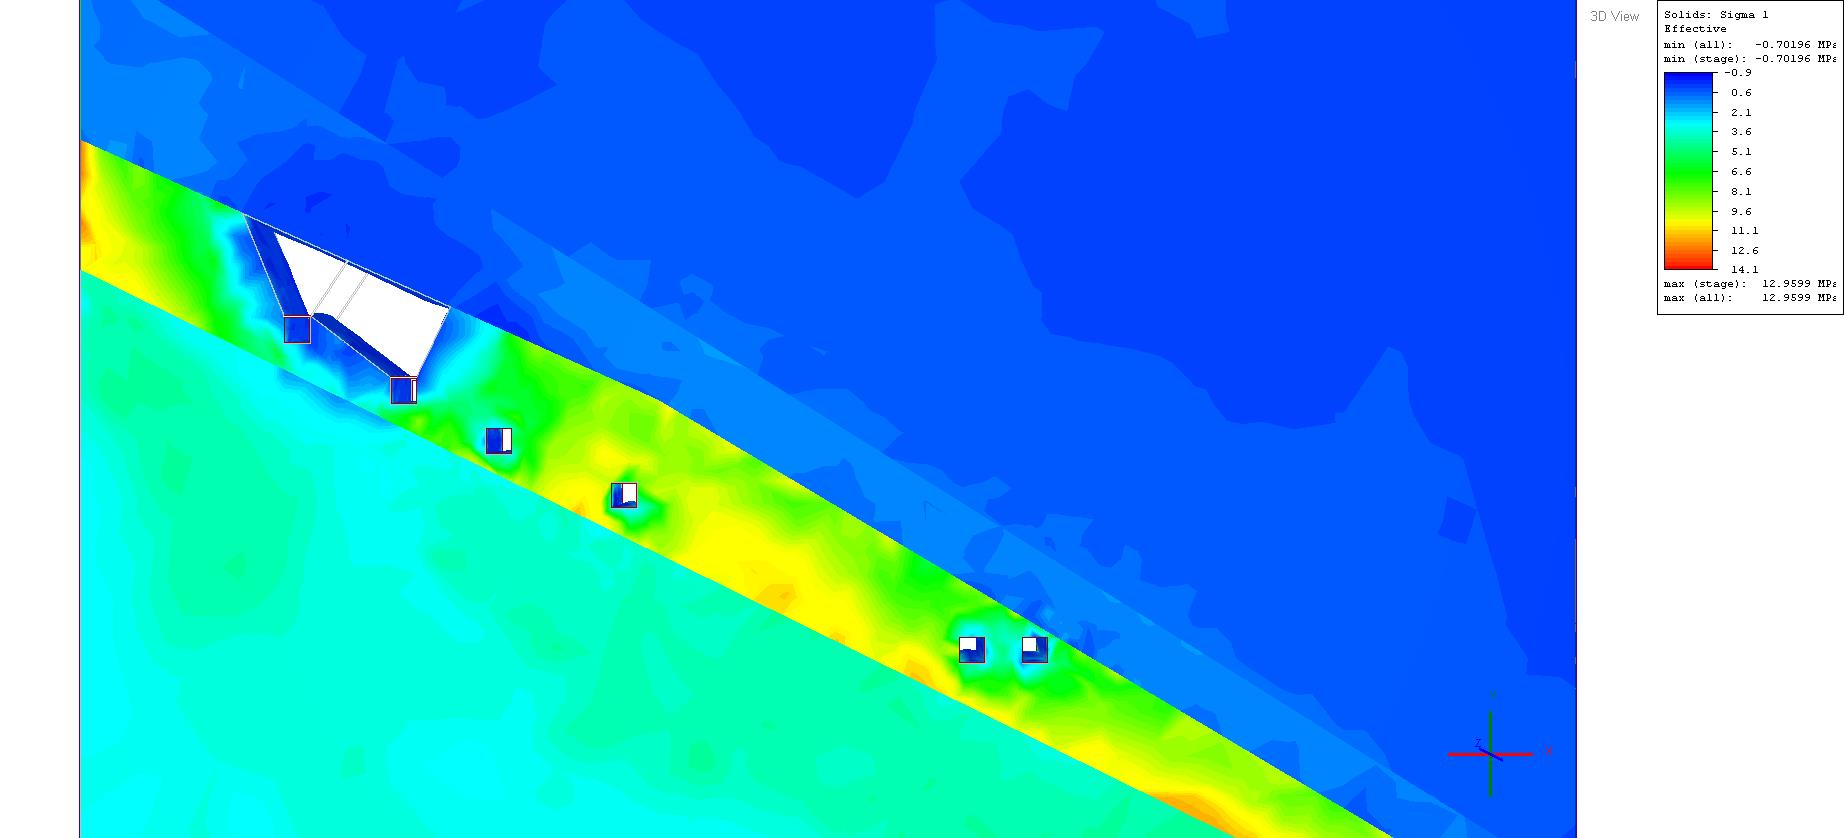 3D View
Solids: Sigma 1
Effective
min (all): -0.70196 MPa
min (stage): -0.70196 MPa
-0.9
0.6
2.1
3.6
5.1
6.6
8.1
9.6
11.1
12.6
14.1
max (stage): 12.9599 MPa
max (all): 12.9599 MPa
Y
Z
X